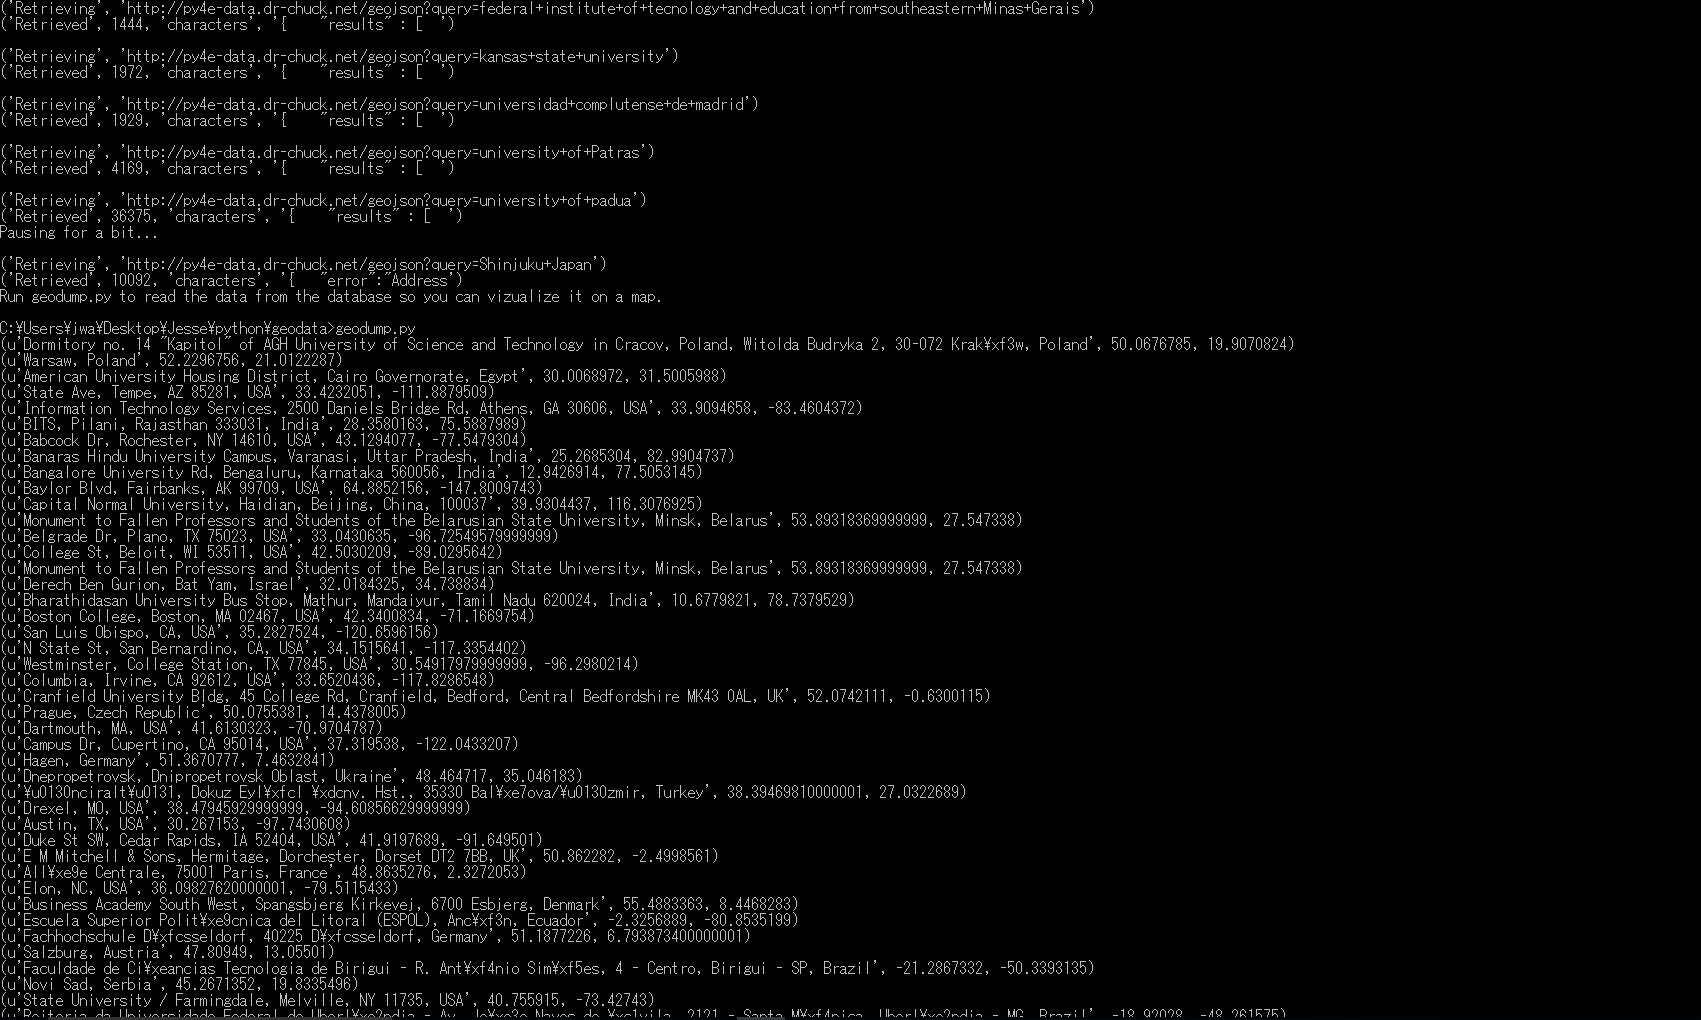 ('Retrieving', 'http://py4e-data.dr-chuck.net/geojson?query=federal+institute+of+tecnology+and+education+from+southeastern+Minas+Gerais')
('Retrieved', 1444, 'characters', '{    "results" : [  ')
('Retrieving', 'http://py4e-data.dr-chuck.net/geojson?query=kansas+state+university')
('Retrieved', 1972, 'characters', '{    "results" : [  ')
('Retrieving', 'http://py4e-data.dr-chuck.net/geojson?query=universidad+complutense+de+madrid')
('Retrieved', 1929, 'characters', '{    "results" : [  ')
('Retrieving', 'http://py4e-data.dr-chuck.net/geojson?query=university+of+Patras')
('Retrieved', 4169, 'characters', '{    "results" : [  ')
('Retrieving', 'http://py4e-data.dr-chuck.net/geojson?query=university+of+padua')
('Retrieved', 36375, 'characters', '{    "results" : [  ')
Pausing for a bit...
('Retrieving', 'http://py4e-data.dr-chuck.net/geojson?query=Shinjuku+Japan')
('Retrieved', 10092, 'characters', '{   "error":"Address')
Run geodump.py to read the data from the database so you can vizualize it on a map.
C:¥Users¥jwa¥Desktop¥Jesse¥python¥geodata>geodump.py
(u'Dormitory no. 14 "Kapitol" of AGH University of Science and Technology in Cracov, Poland, Witolda Budryka 2, 30-072 Krak¥xf3w, Poland', 50.0676785, 19.9070824)
(u'Warsaw, Poland', 52.2296756, 21.0122287)
(u'American University Housing District, Cairo Governorate, Egypt', 30.0068972, 31.5005988)
(u'State Ave, Tempe, AZ 85281, USA', 33.4232051, -111.8879509)
(u'Information Technology Services, 2500 Daniels Bridge Rd, Athens, GA 30606, USA', 33.9094658, -83.4604372)
(u'BITS, Pilani, Rajasthan 333031, India', 28.3580163, 75.5887989)
(u'Babcock Dr, Rochester, NY 14610, USA', 43.1294077, -77.5479304)
(u'Banaras Hindu University Campus, Varanasi, Uttar Pradesh, India', 25.2685304, 82.9904737)
(u'Bangalore University Rd, Bengaluru, Karnataka 560056, India', 12.9426914, 77.5053145)
(u'Baylor Blvd, Fairbanks, AK 99709, USA', 64.8852156, -147.8009743)
(u'Capital Normal University, Haidian, Beijing, China, 100037', 39.9304437, 116.3076925)
(u'Monument to Fallen Professors and Students of the Belarusian State University, Minsk, Belarus', 53.89318369999999, 27.547338)
(u'Belgrade Dr, Plano, TX 75023, USA', 33.0430635, -96.72549579999999)
(u'College St, Beloit, WI 53511, USA', 42.5030209, -89.0295642)
(u'Monument to Fallen Professors and Students of the Belarusian State University, Minsk, Belarus', 53.89318369999999, 27.547338)
(u'Derech Ben Gurion, Bat Yam, Israel', 32.0184325, 34.738834)
(u'Bharathidasan University Bus Stop, Mathur, Mandaiyur, Tamil Nadu 620024, India', 10.6779821, 78.7379529)
(u'Boston College, Boston, MA 02467, USA', 42.3400834, -71.1669754)
(u'San Luis Obispo, CA, USA', 35.2827524, -120.6596156)
(u'N State St, San Bernardino, CA, USA', 34.1515641, -117.3354402)
(u'Westminster, College Station, TX 77845, USA', 30.54917979999999, -96.2980214)
(u'Columbia, Irvine, CA 92612, USA', 33.6520436, -117.8286548)
(u'Cranfield University Bldg, 45 College Rd, Cranfield, Bedford, Central Bedfordshire MK43 0AL, UK', 52.0742111, -0.6300115)
(u'Prague, Czech Republic', 50.0755381, 14.4378005)
(u'Dartmouth, MA, USA', 41.6130323, -70.9704787)
(u'Campus Dr, Cupertino, CA 95014, USA', 37.319538, -122.0433207)
(u'Hagen, Germany', 51.3670777, 7.4632841)
(u'Dnepropetrovsk, Dnipropetrovsk Oblast, Ukraine', 48.464717, 35.046183)
(u'¥u0130nciralt¥u0131, Dokuz Eyl¥xfcl ¥xdcnv. Hst., 35330 Bal¥xe7ova/¥u0130zmir, Turkey', 38.39469810000001, 27.0322689)
(u'Drexel, MO, USA', 38.47945929999999, -94.60856629999999)
(u'Austin, TX, USA', 30.267153, -97.7430608)
(u'Duke St SW, Cedar Rapids, IA 52404, USA', 41.9197689, -91.649501)
(u'E M Mitchell & Sons, Hermitage, Dorchester, Dorset DT2 7BB, UK', 50.862282, -2.4998561)
(u'All¥xe9e Centrale, 75001 Paris, France', 48.8635276, 2.3272053)
(u'Elon, NC, USA', 36.09827620000001, -79.5115433)
(u'Business Academy South West, Spangsbjerg Kirkevej, 6700 Esbjerg, Denmark', 55.4883363, 8.4468283)
(u'Escuela Superior Polit¥xe9cnica del Litoral (ESPOL), Anc¥xf3n, Ecuador', -2.3256889, -80.8535199)
(u'Fachhochschule D¥xfcsseldorf, 40225 D¥xfcsseldorf, Germany', 51.1877226, 6.793873400000001)
(u'Salzburg, Austria', 47.80949, 13.05501)
(u'Faculdade de Ci¥xeancias Tecnologia de Birigui - R. Ant¥xf4nio Sim¥xf5es, 4 - Centro, Birigui - SP, Brazil', -21.2867332, -50.3393135)
(u'Novi Sad, Serbia', 45.2671352, 19.8335496)
(u'State University / Farmingdale, Melville, NY 11735, USA', 40.755915, -73.42743)
(u'Reitoria da Universidade Federal de Uberl¥xe2ndia - Av. Jo¥xe3o Naves de ¥xc1vila, 2121 - Santa M¥xf4nica, Uberl¥xe2ndia - MG, Brazil', -18.92028, -48.261575)